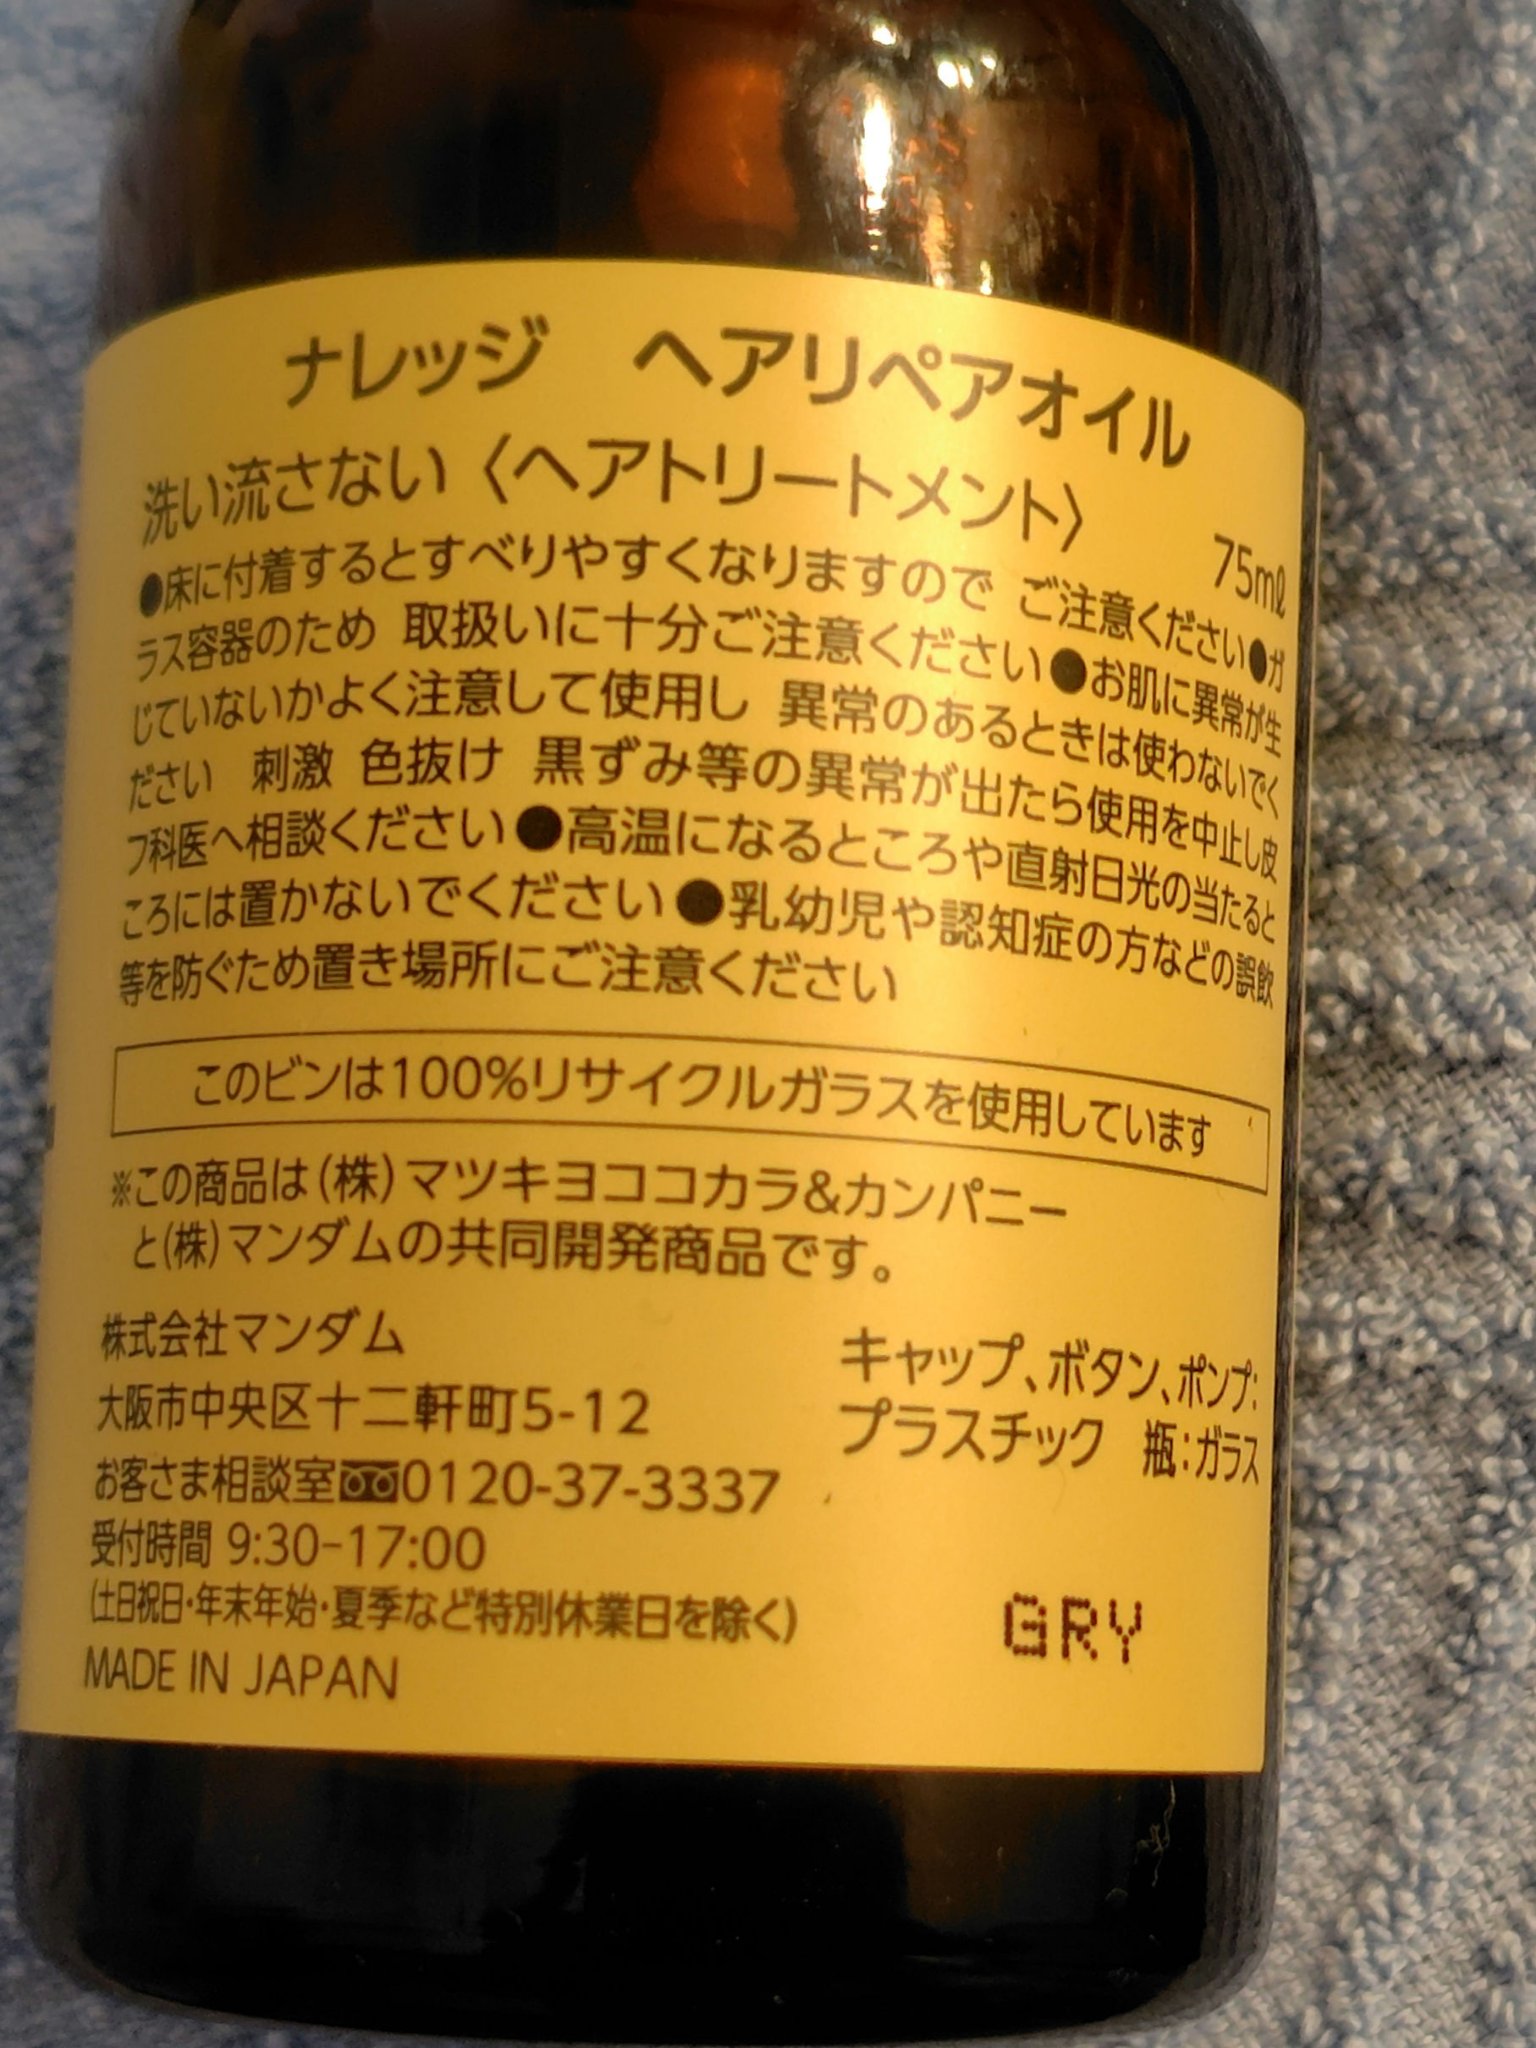 ナレッジ　ヘアリペアオイル
洗い流さない〈ヘアトリートメント〉
75mℓ
●床に付着するとすべりやすくなりますので ご注意ください●ガ
ラス容器のため 取扱いに十分ご注意ください●お肌に異常が生
じていないかよく注意して使用し 異常のあるときは使わないでく
ださい 刺激 色抜け 黒ずみ等の異常が出たら使用を中止し皮
フ科医へ相談ください●高温になるところや直射日光の当たると
ころには置かないでください●乳幼児や認知症の方などの誤飲
等を防ぐため置き場所にご注意ください
このビンは100%リサイクルガラスを使用しています
※この商品は(株)マツキヨココカラ&カンパニー
と(株)マンダムの共同開発商品です。
株式会社マンダム
大阪市中央区十二軒町5-12
お客さま相談室0120-37-3337
受付時間 9:30-17:00
(土日祝日・年末年始・夏季など特別休業日を除く)
MADE IN JAPAN
キャップ、ボタン、ポンプ:
プラスチック　瓶:ガラス
GRY